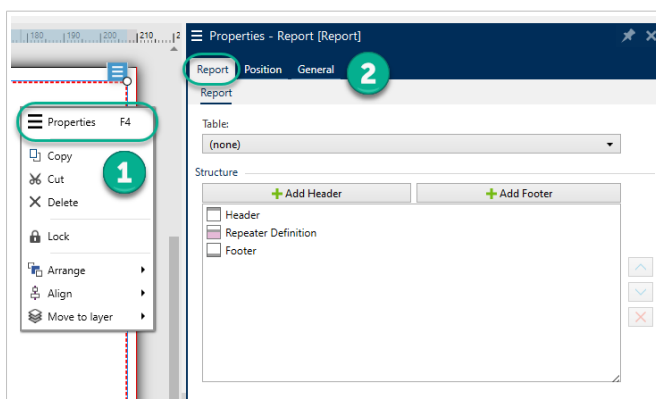 180 190 200 210 2
Properties - Report [Report]
Report Position General
2
Report
Properties F4
Table:
(none)
Copy
Cut
1
Delete
Structure
Add Header Add Footer
Lock
Header
Repeater Definition
Footer
Arrange
Align
Move to layer